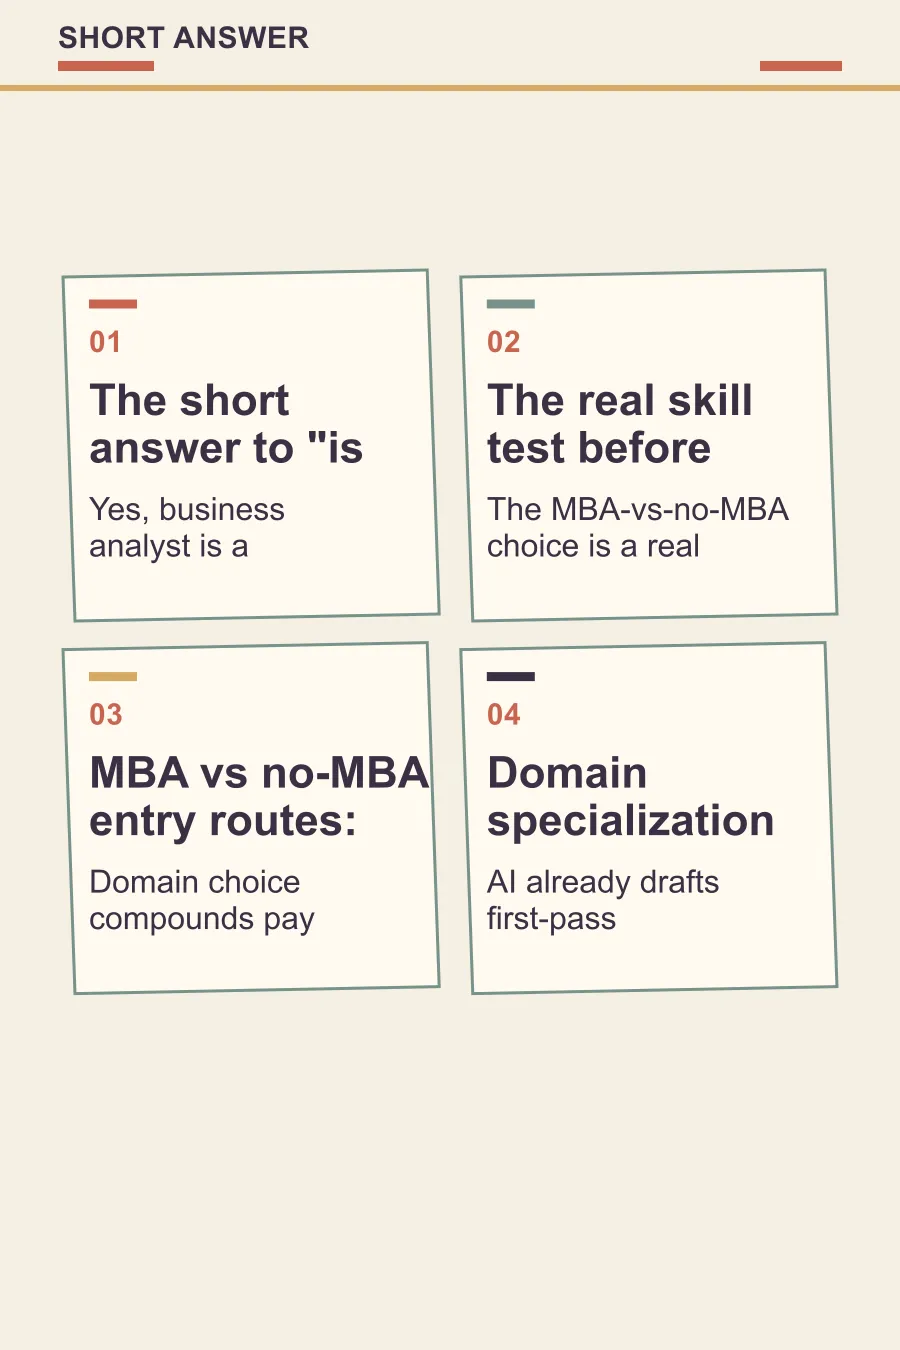 SHORT ANSWER
01
The short
answer to "is
Yes, business
analyst is a
02
The real skill
test before
The MBA-vs-no-MBA
choice is a real
03
MBA vs no-MBA
entry routes:
Domain choice
compounds pay
04
Domain
specialization
AI already drafts
first-pass